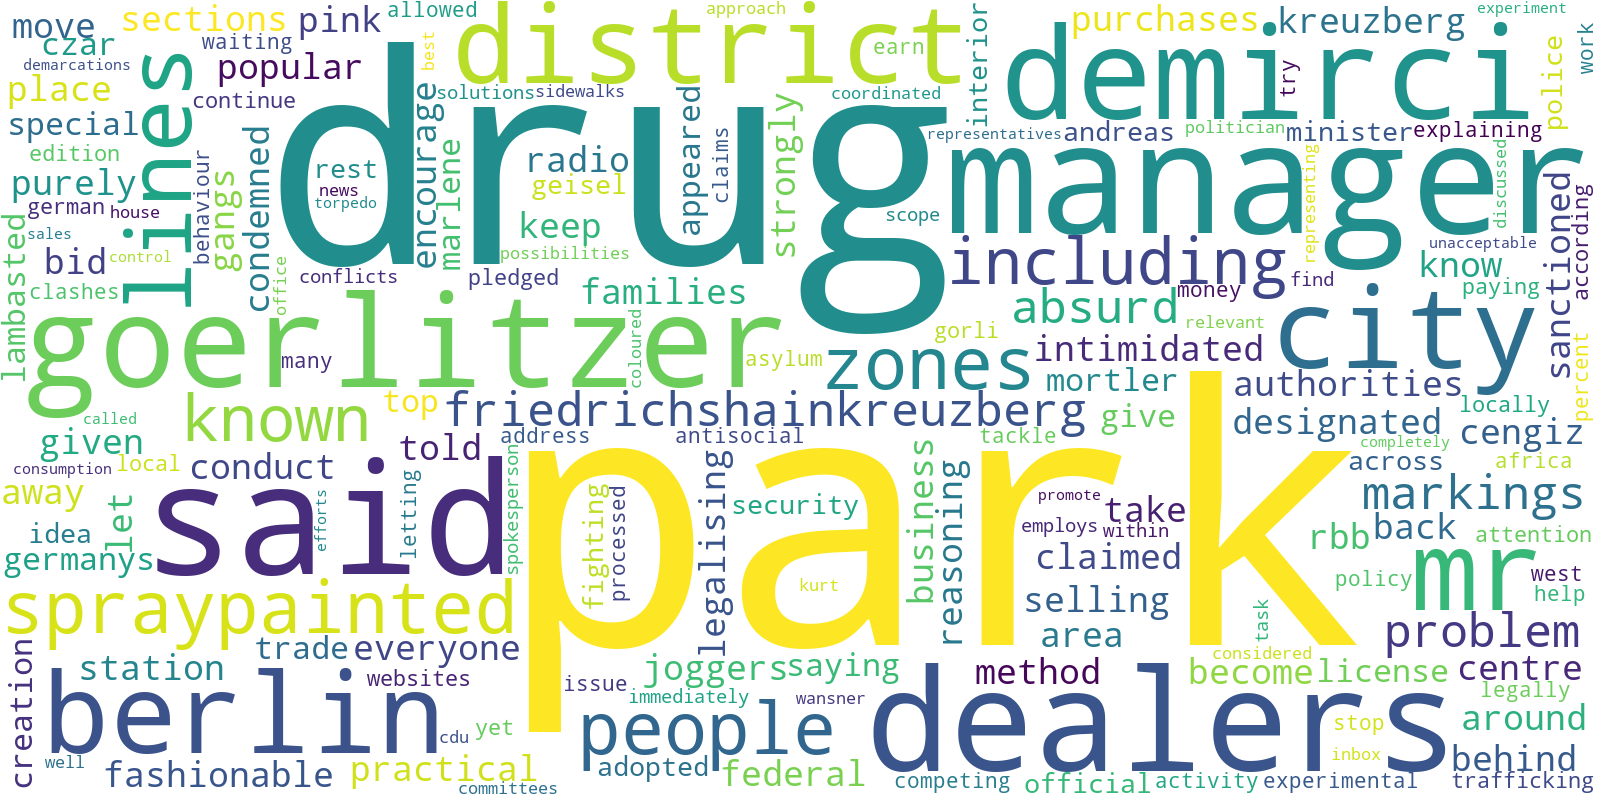 move
sections
pink
allowed
district
approach
earn
interior
purchases
kreuzberg
experiment
czar
waiting
demarcations
popular
best
demirci
try
police
work
place
continue
solutions
sidewalks
coordinated
special
lines
drug
representatives
andreas
politician
minister
explaining
edition
behaviour
condemned
encourage
marlene
radio
appeared
claims
strongly
manager
representing
discussed
purely
gangs
rest
news
torpedo
geisel
german
house
keep
scope
sanctioned
according
sales
possibilities
including
unacceptable
bid
control
office
conflicts
pledged
know
find
clashes
families
absurd
money
paying
lambasted
goerlitzer
coloured
gorli
relevant
city
many
asylum
zones
intimidated
mortler
authorities
percent
called
known
top
friedrichshainkreuzberg
give
designated
locally
given
told
address
antisocial
tackle
cengiz
completely
consumption
local
conduct
across
africa
away
let
said
letting
spokesperson
park
legalising
security
business
reasoning
promote
take
markings
idea
efforts
fighting
processed
employs
within
rbb
back
attention
germanys
claimed
mr
spraypainted
kurt
selling
policy
west
help
creation
trade
everyone
area
task
problem
station
websites
issue
joggers
saying
method
considered
become
license
centre
berlin
immediately
wansner
legally
cdu
yet
people
dealers
stop
around
well
fashionable
practical
adopted
federal
inbox
behind
committees
competing
official
activity
experimental
trafficking